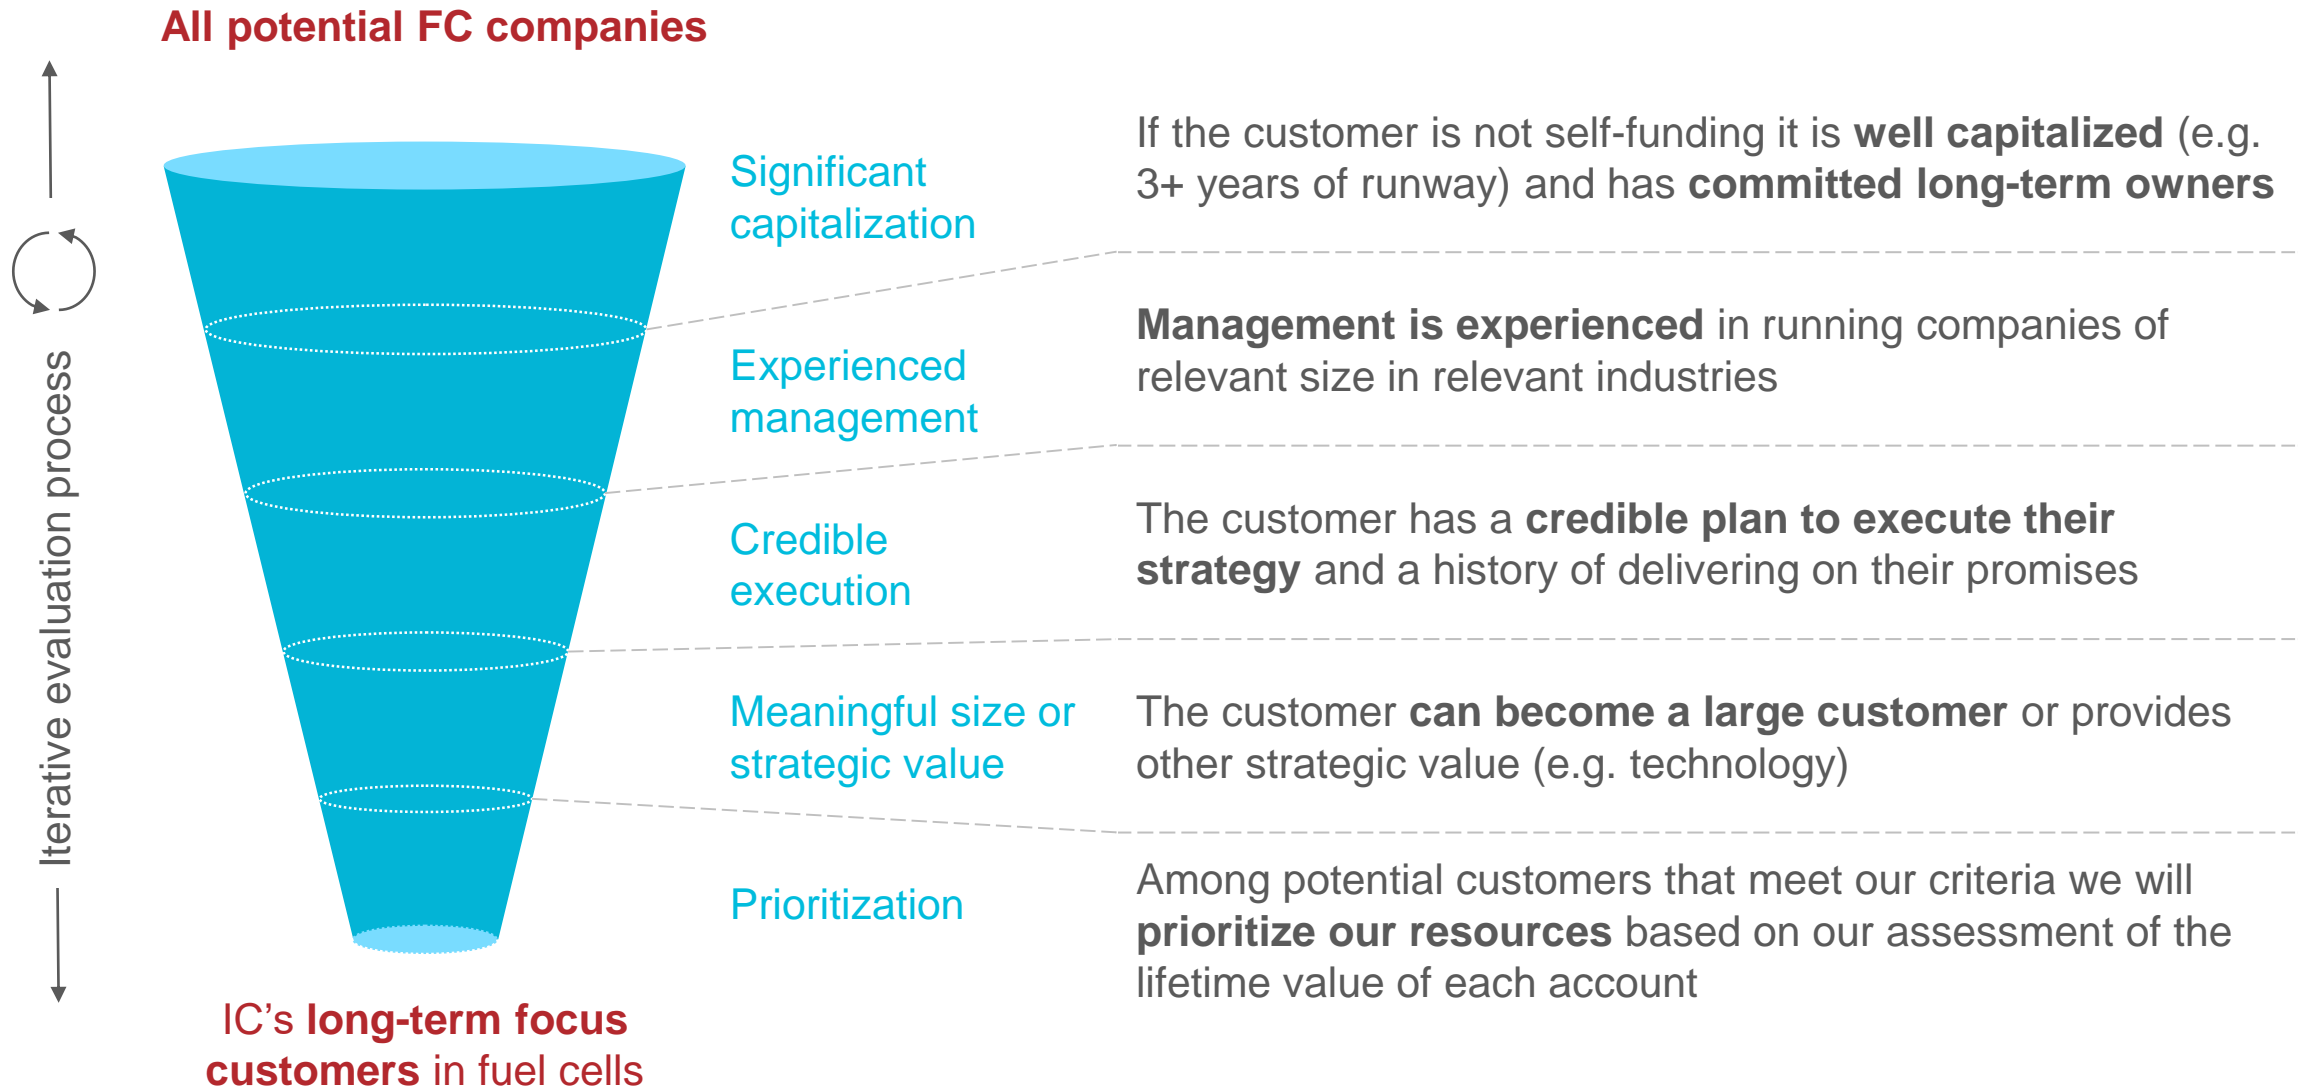 All potential FC companies
Iterative evaluation process
Significant
capitalization
If the customer is not self-funding it is well capitalized (e.g.
3+ years of runway) and has committed long-term owners
Experienced
management
Management is experienced in running companies of
relevant size in relevant industries
Credible
execution
The customer has a credible plan to execute their
strategy and a history of delivering on their promises
Meaningful size or
strategic value
The customer can become a large customer or provides
other strategic value (e.g. technology)
Prioritization
Among potential customers that meet our criteria we will
prioritize our resources based on our assessment of the
lifetime value of each account
IC’s long-term focus
customers in fuel cells